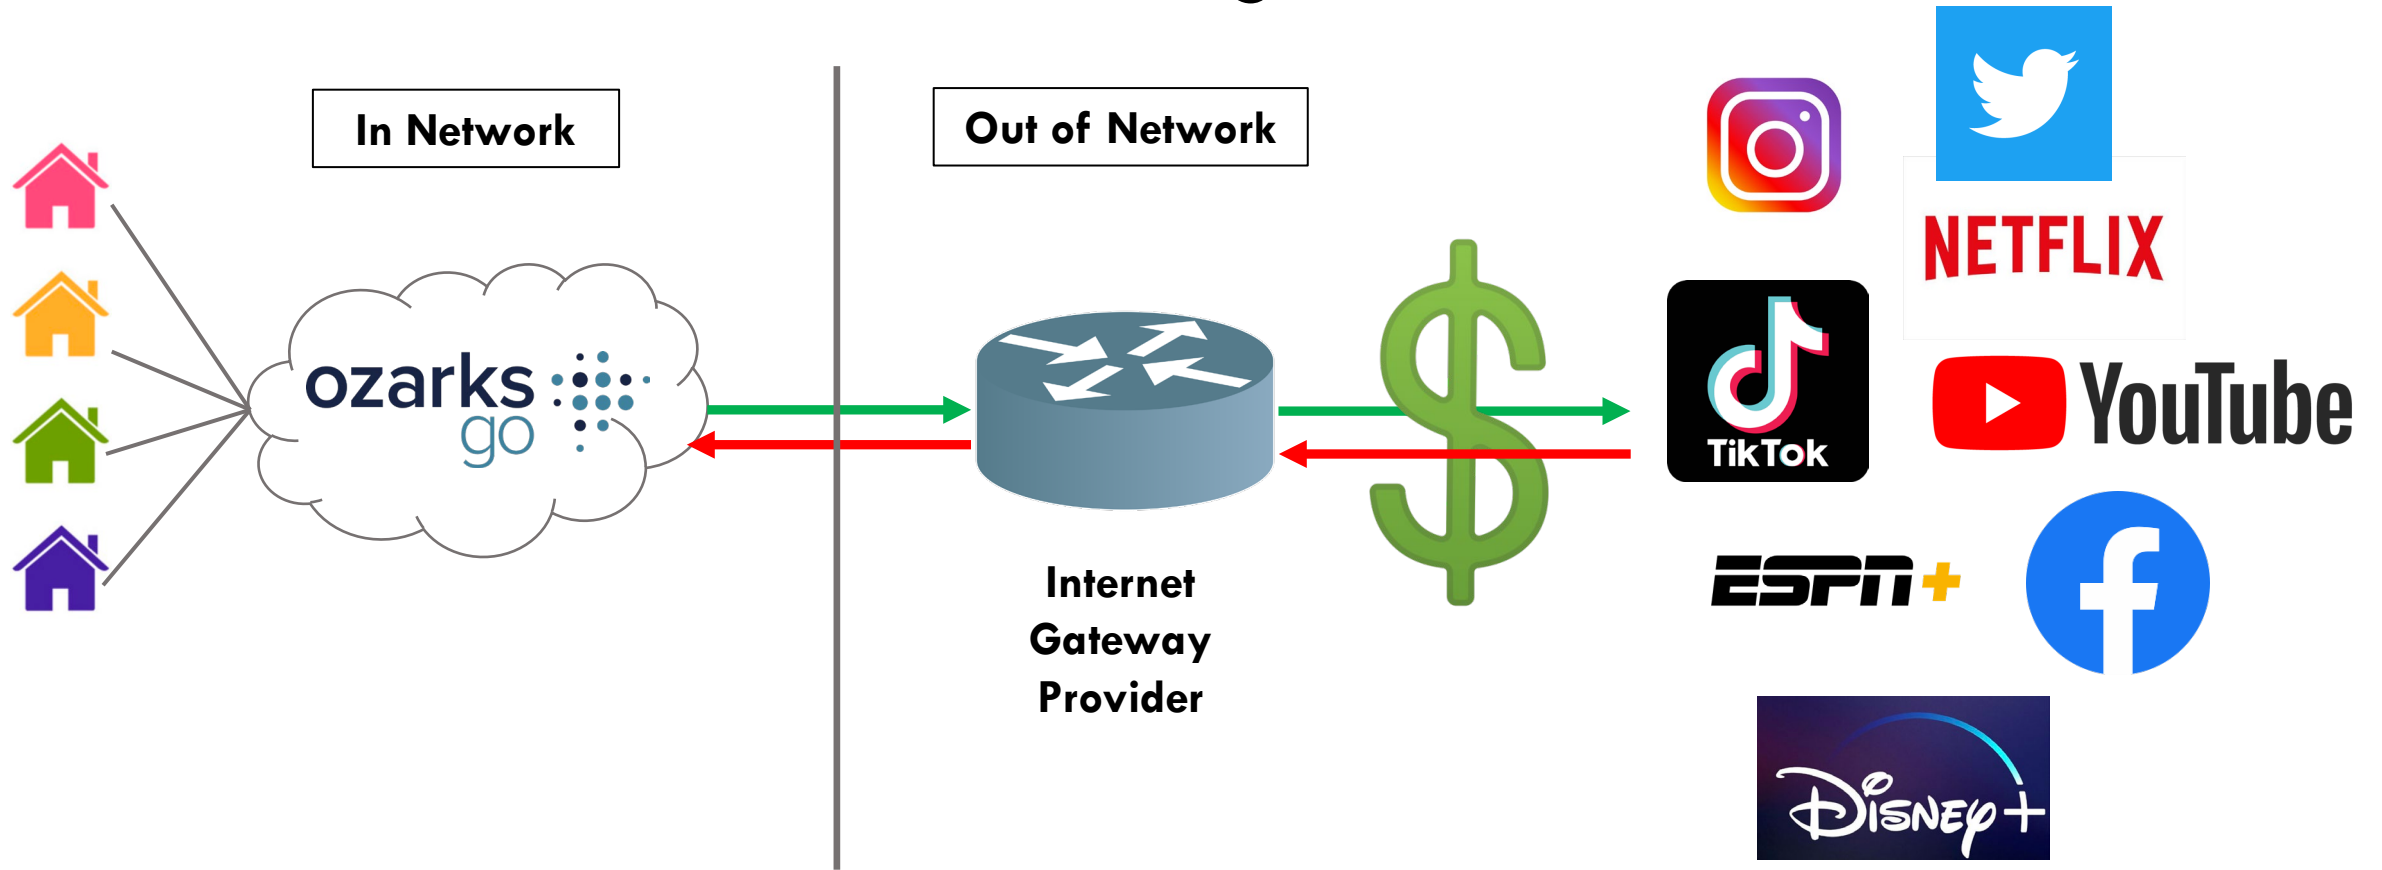 In Network
Out of Network
ozarks
go
Internet
Gateway
Provider
NETFLIX
TikTok
YouTube
ESPN+
Disney+